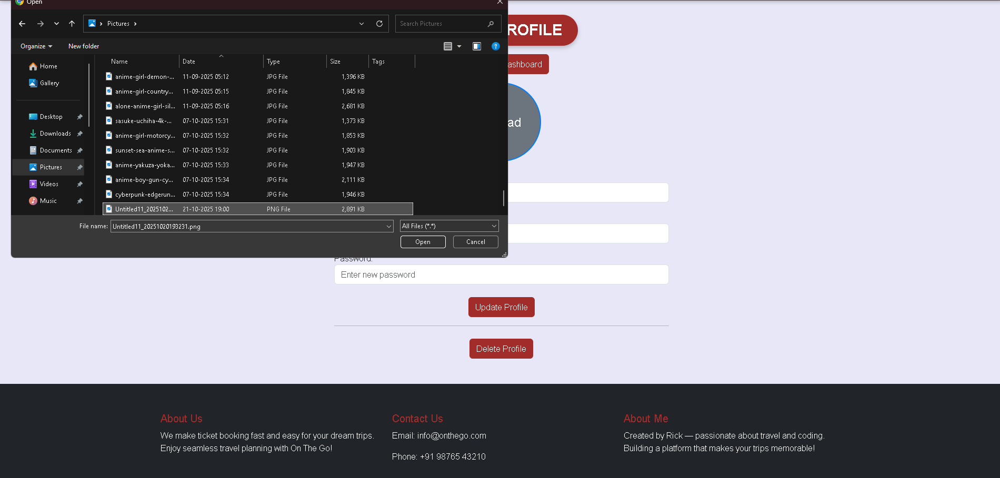 Open
Pictures
Search Pictures
Organize
New folder
Home
Gallery
Desktop
Downloads
Documents
Pictures
Videos
Music
Name Date Type Size Tags
anime-girl-demon-... 11-09-2025 05:12 JPG File 1,396 KB
anime-girl-country... 11-09-2025 05:15 JPG File 1,845 KB
alone-anime-girl-sil... 11-09-2025 05:16 JPG File 2,681 KB
sasuke-uchiha-4k-... 07-10-2025 15:31 JPG File 1,373 KB
anime-girl-motorcy... 07-10-2025 15:32 JPG File 1,853 KB
sunset-sea-anime-s... 07-10-2025 15:32 JPG File 1,903 KB
anime-yakuza-yoka... 07-10-2025 15:33 JPG File 1,947 KB
anime-boy-gun-cy... 07-10-2025 15:34 JPG File 2,111 KB
cyberpunk-edgerun... 07-10-2025 15:34 JPG File 1,946 KB
Untitled11_2025102... 21-10-2025 19:00 PNG File 2,891 KB
File name: Untitled11_20251020193231.png All Files (*.*)
Open Cancel
ROFILE
ashboard
ad
Password:
Enter new password
Update Profile
Delete Profile
About Us
We make ticket booking fast and easy for your dream trips.
Enjoy seamless travel planning with On The Go!
Contact Us
Email: info@onthego.com
Phone: +91 98765 43210
About Me
Created by Rick — passionate about travel and coding.
Building a platform that makes your trips memorable!